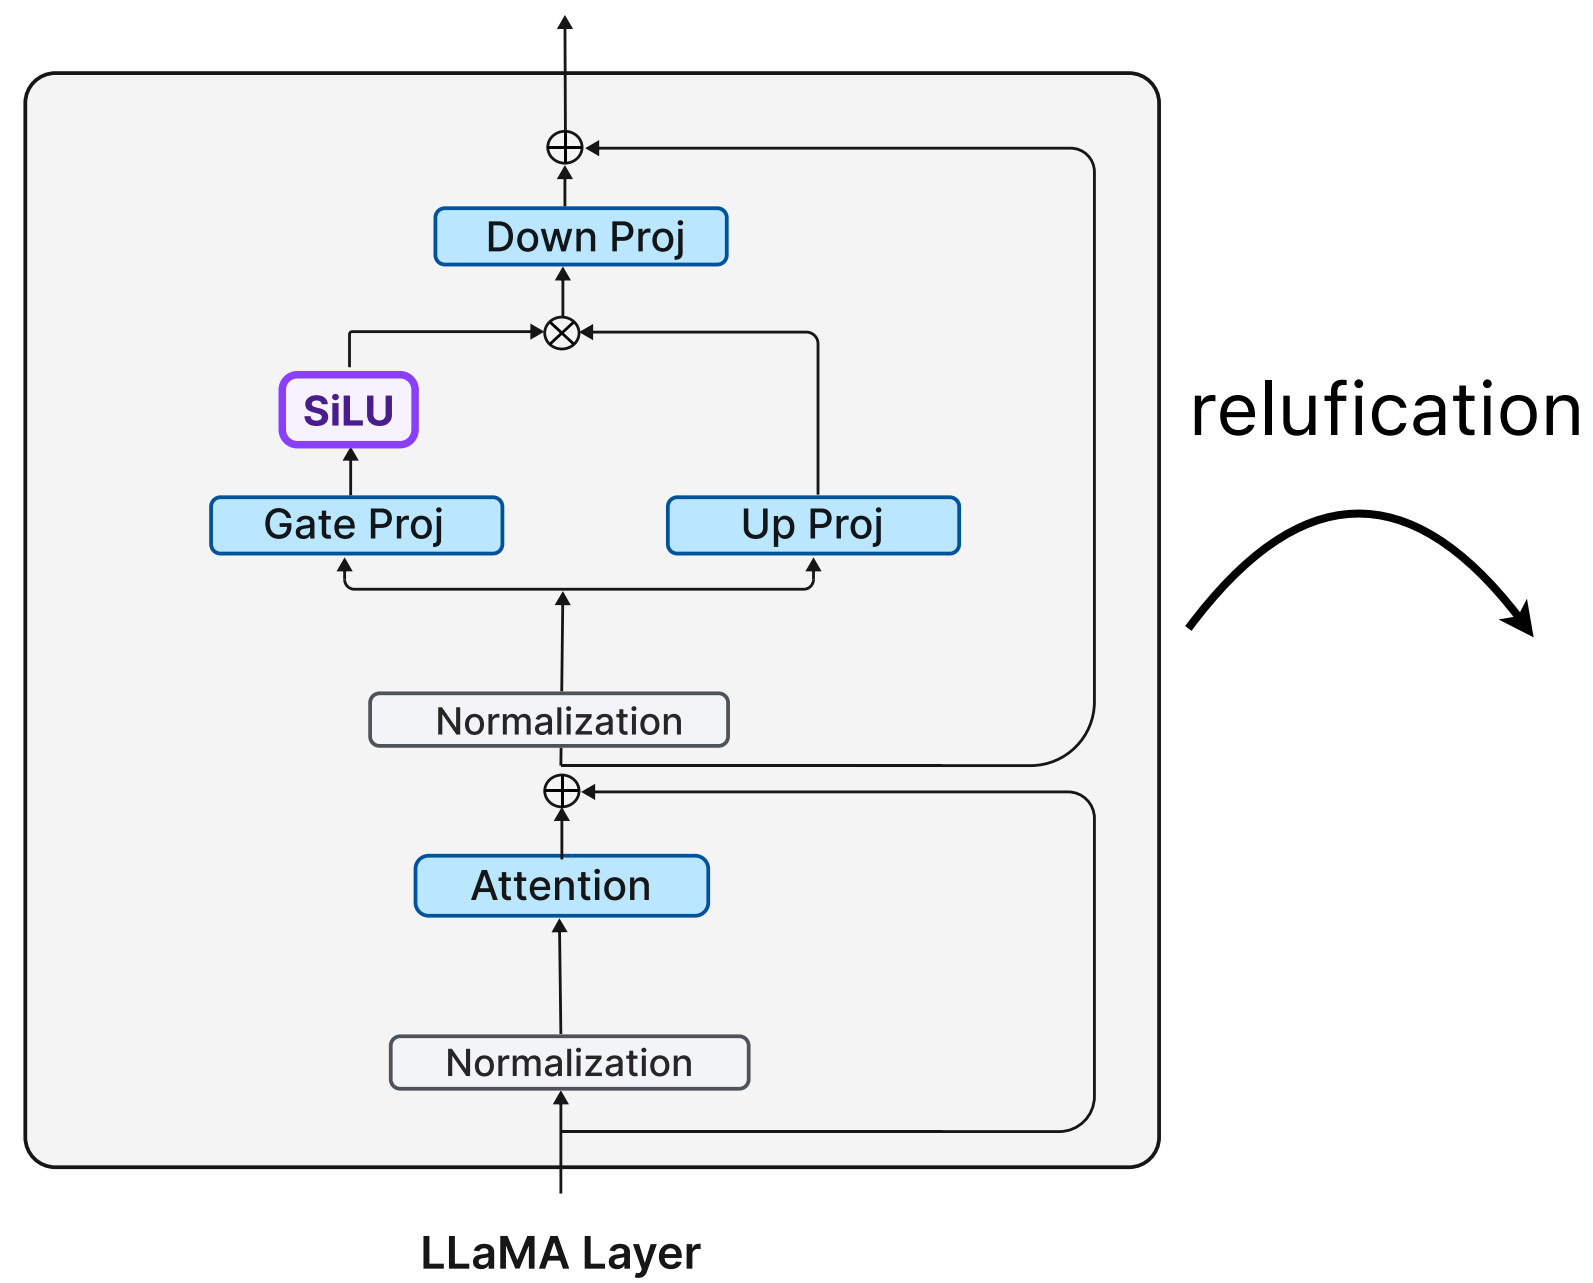 Down Proj
SiLU
Gate Proj
Up Proj
Normalization
Attention
Normalization
LLaMA Layer
relufication